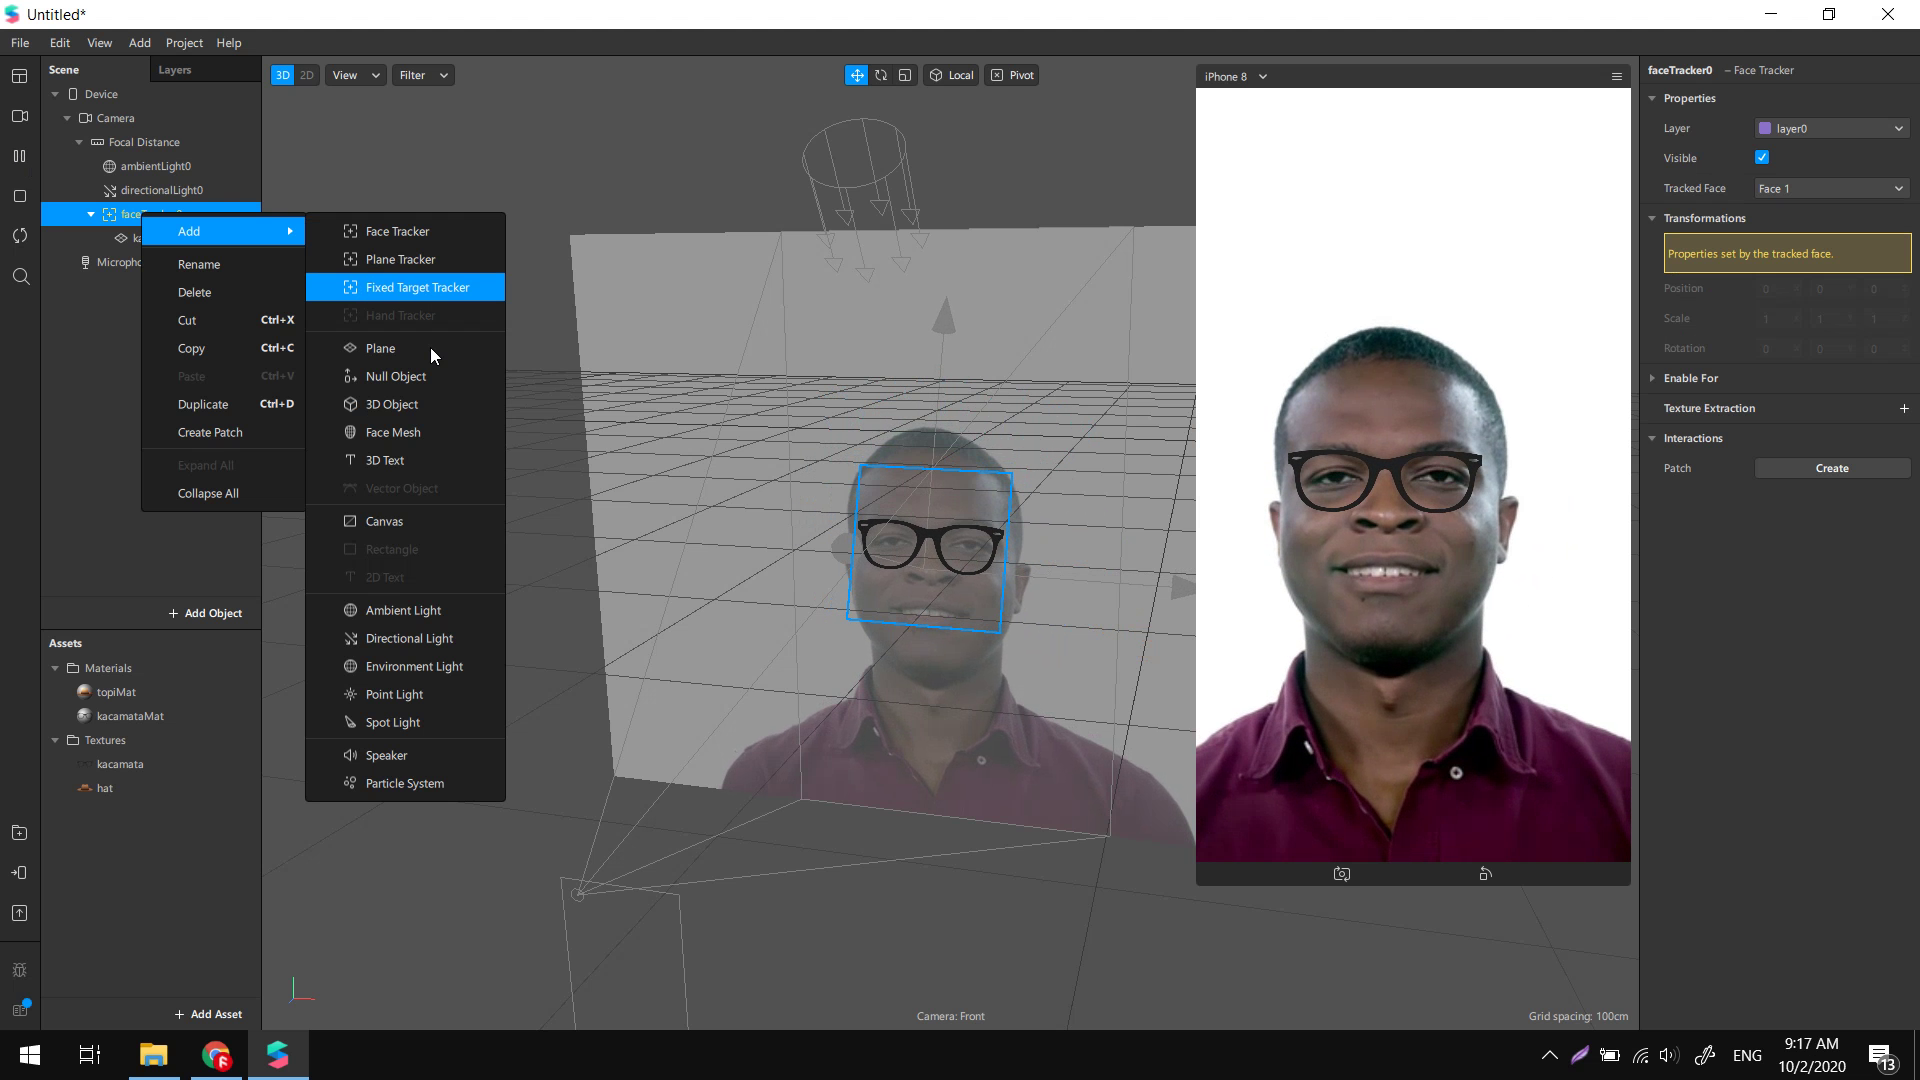 Untitled*
File Edit View Add Project Help
Scene Layers
Device
Camera
Focal Distance
ambientLight0
directionalLight0
Add
Rename
Delete
Cut Ctrl+X
Copy Ctrl+C
Paste Ctrl+V
Duplicate Ctrl+D
Create Patch
Expand All
Collapse All
Face Tracker
Plane Tracker
Fixed Target Tracker
Hand Tracker
Plane
Null Object
3D Object
Face Mesh
3D Text
Vector Object
Canvas
Rectangle
2D Text
Ambient Light
Directional Light
Environment Light
Point Light
Spot Light
Speaker
Particle System
+ Add Object
Assets
Materials
topiMat
kacamataMat
Textures
kacamata
hat
+ Add Asset
3D 2D View Filter Local Pivot
Camera: Front
Grid spacing: 100cm
iPhone 8
faceTracker0 – Face Tracker
Properties
Layer layer0
Visible
Tracked Face Face 1
Transformations
Properties set by the tracked face.
Position 0 0 0
Scale 1 1 1
Rotation 0 0 0
Enable For
Texture Extraction +
Interactions
Patch Create
ENG
9:17 AM
10/2/2020
13